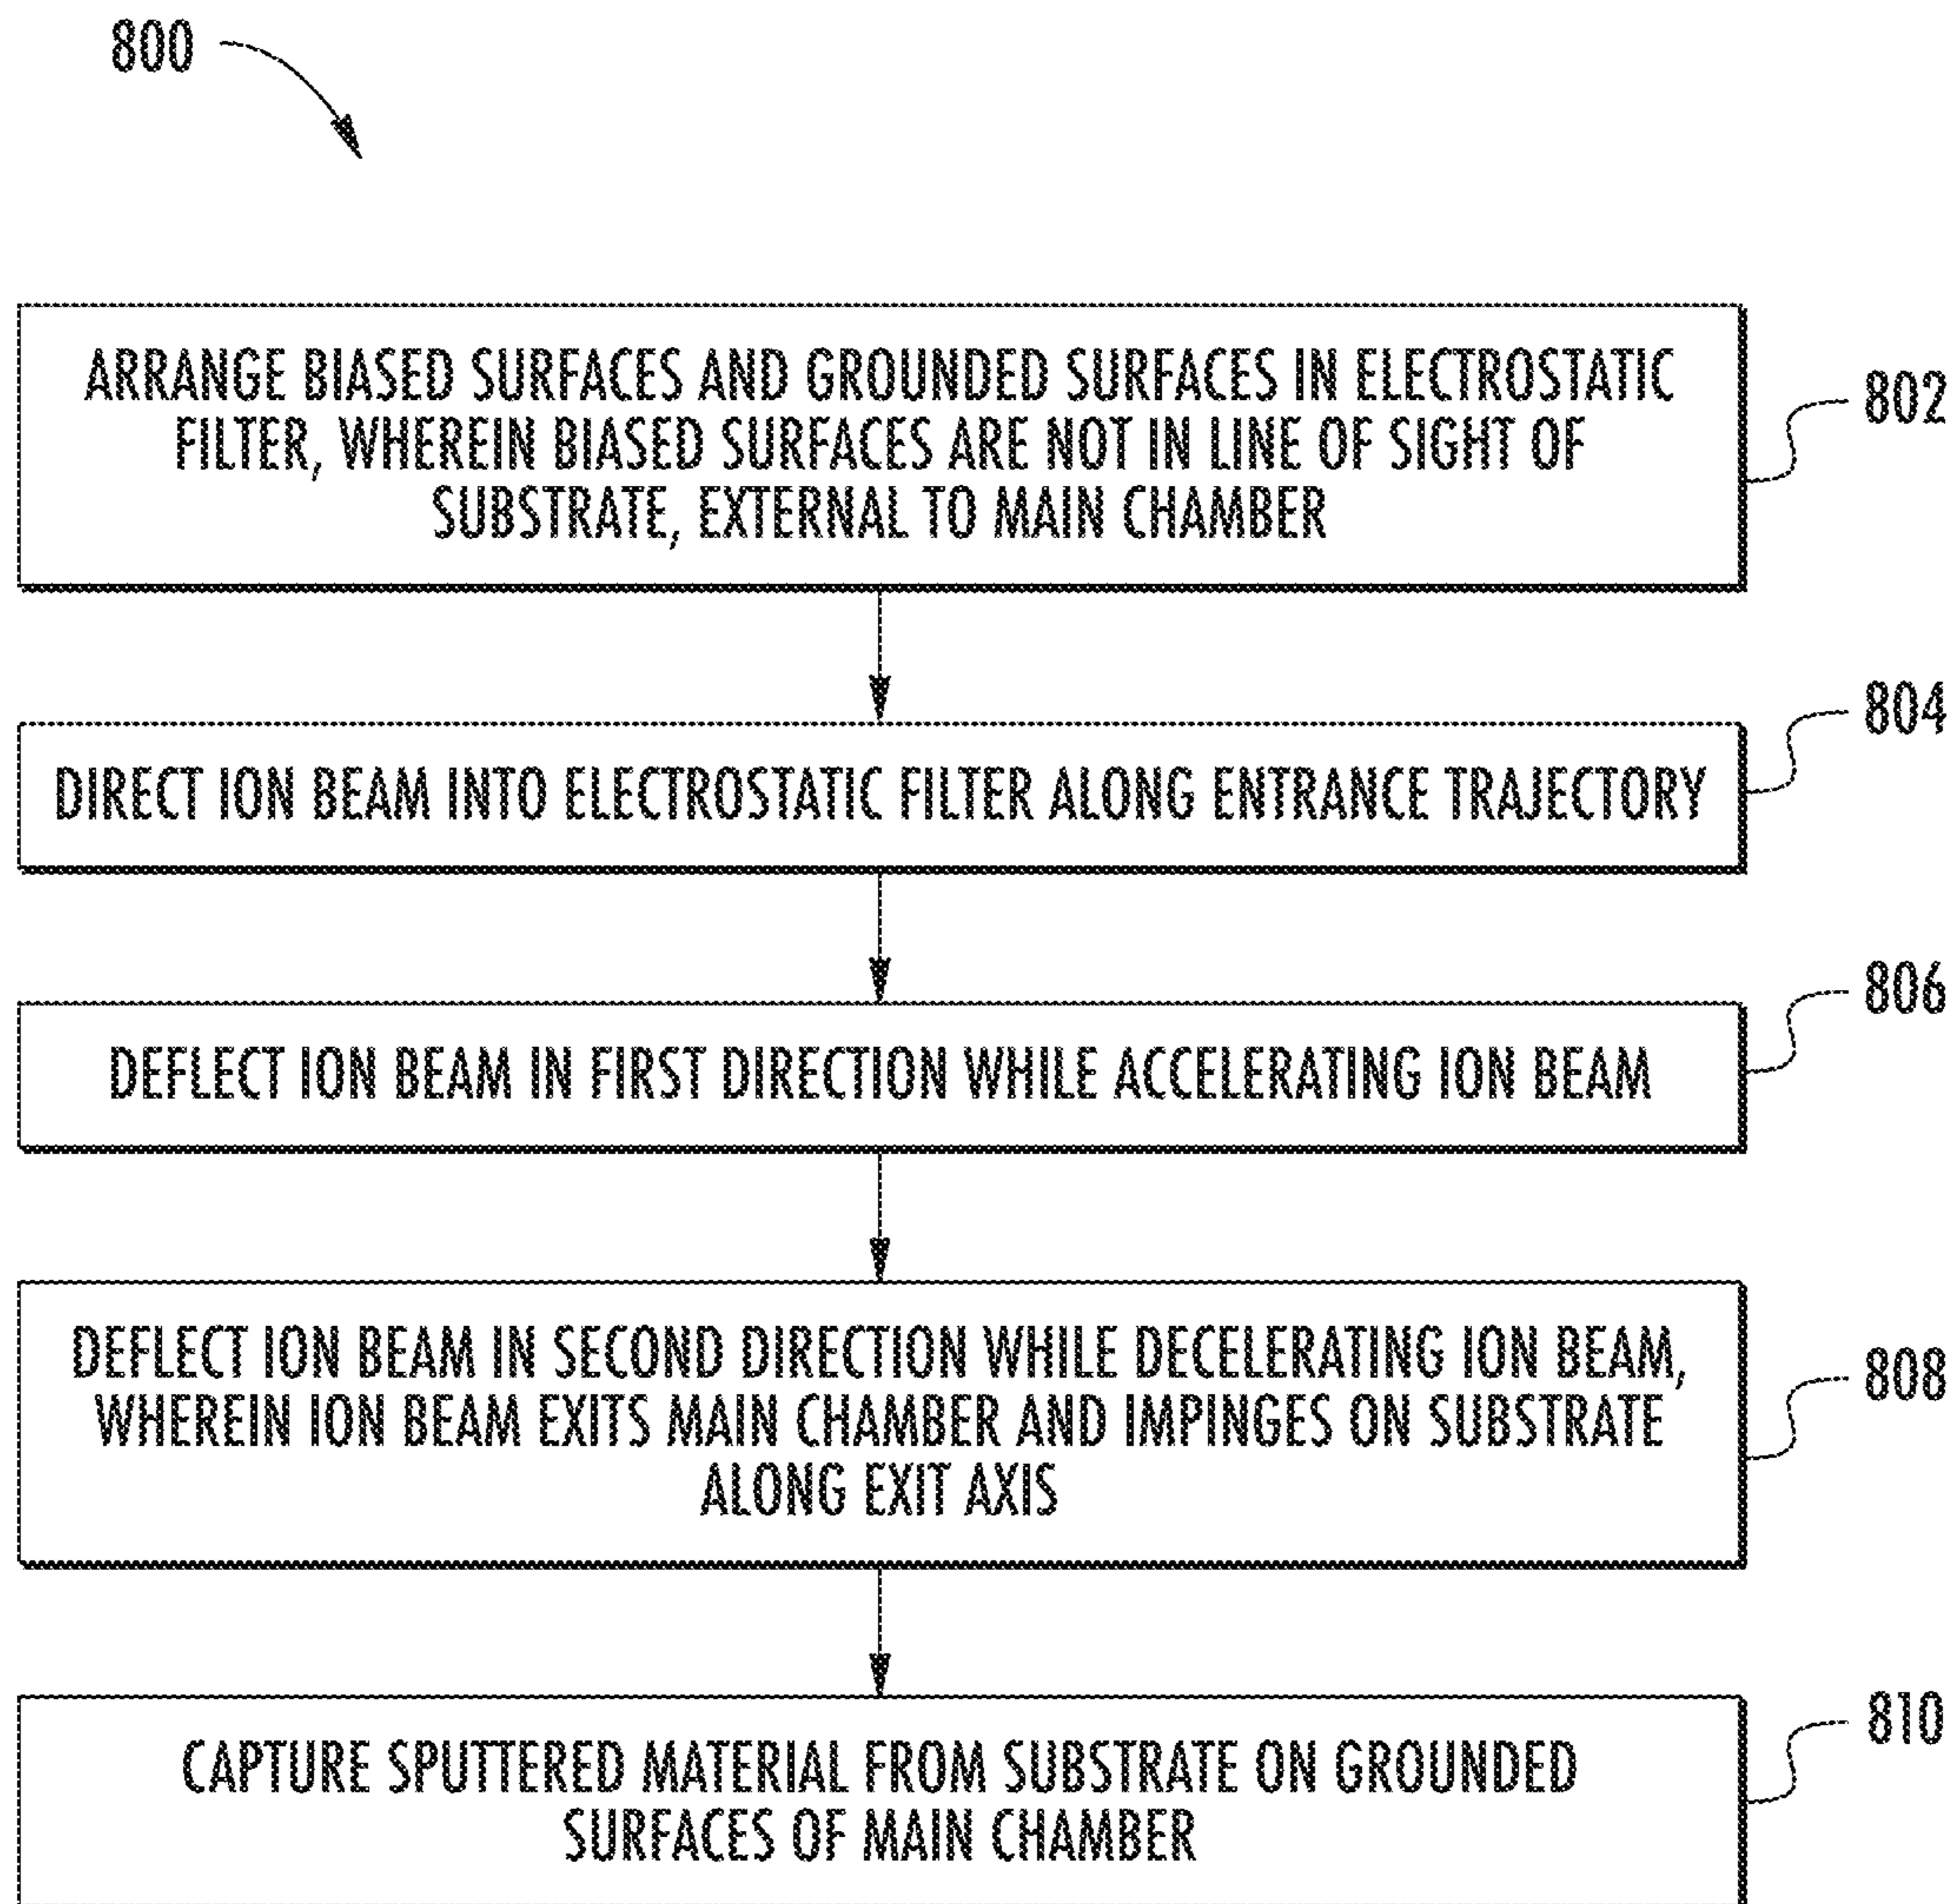 800
ARRANGE BIASED SURFACES AND GROUNDED SURFACES IN ELECTROSTATIC
FILTER, WHEREIN BIASED SURFACES ARE NOT IN LINE OF SIGHT OF
SUBSTRATE, EXTERNAL TO MAIN CHAMBER
802
DIRECT ION BEAM INTO ELECTROSTATIC FILTER ALONG ENTRANCE TRAJECTORY
804
DEFLECT ION BEAM IN FIRST DIRECTION WHILE ACCELERATING ION BEAM
806
DEFLECT ION BEAM IN SECOND DIRECTION WHILE DECELERATING ION BEAM,
WHEREIN ION BEAM EXITS MAIN CHAMBER AND IMPINGES ON SUBSTRATE
ALONG EXIT AXIS
808
CAPTURE SPUTTERED MATERIAL FROM SUBSTRATE ON GROUNDED
SURFACES OF MAIN CHAMBER
810